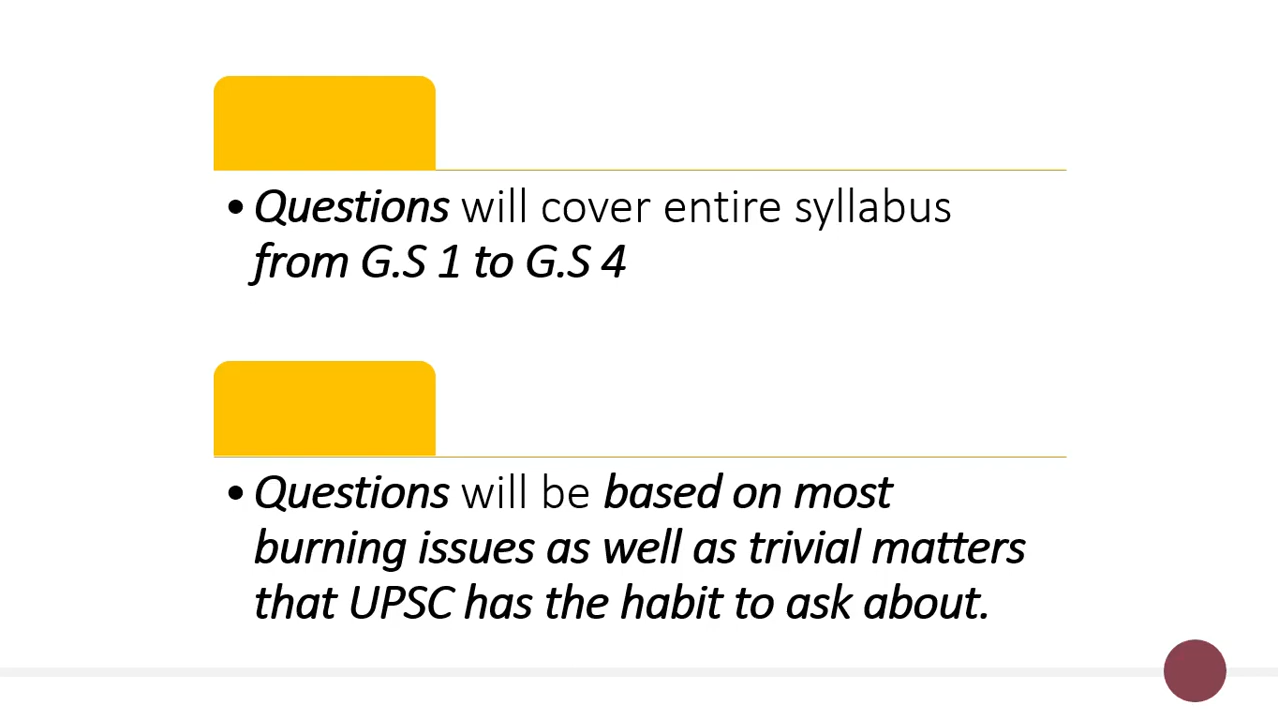 • Questions will cover entire syllabus
from G.S 1 to G.S 4
• Questions will be based on most
burning issues as well as trivial matters
that UPSC has the habit to ask about.